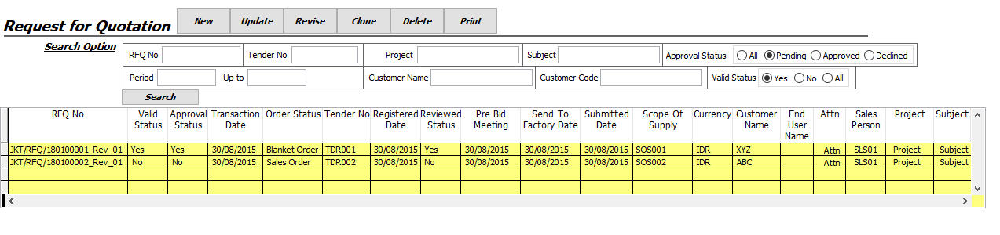 Request for Quotation New Update Revise Clone Delete Print
Search Option
RFQ No Tender No Project Subject Approval Status All Pending Approved Declined
Period Up to Customer Name Customer Code Valid Status Yes No All
Search
RFQ No Valid Status Approval Status Transaction Date Order Status Tender No Registered Date Reviewed Status Pre Bid Meeting Send To Factory Date Submitted Date Scope Of Supply Currency Customer Name End User Name Attn Sales Person Project Subject
JKT/RFQ/180100001_Rev_01 Yes Yes 30/08/2015 Blanket Order TDR001 30/08/2015 Yes 30/08/2015 30/08/2015 30/08/2015 SOS001 IDR XYZ Attn SLS01 Project Subject
JKT/RFQ/180100002_Rev_01 No No 30/08/2015 Sales Order TDR002 30/08/2015 No 30/08/2015 30/08/2015 30/08/2015 SOS002 IDR ABC Attn SLS01 Project Subject